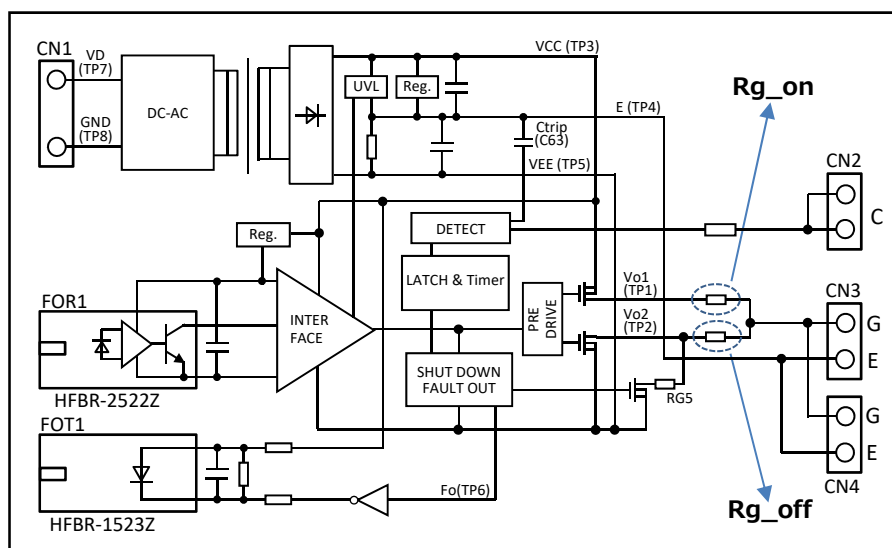 CN1
VD
(TP7)
GND
(TP8)
DC-AC
VCC (TP3)
UVL
Reg.
E (TP4)
Ctrip
(C63)
VEE (TP5)
Rg_on
CN2
C
Reg.
DETECT
LATCH & Timer
FOR1
INTER
FACE
PRE
DRIVE
Vo1
(TP1)
Vo2
(TP2)
CN3
G
E
SHUT DOWN
FAULT OUT
RG5
HFBR-2522Z
FOT1
G
E
CN4
Fo(TP6)
Rg_off
HFBR-1523Z